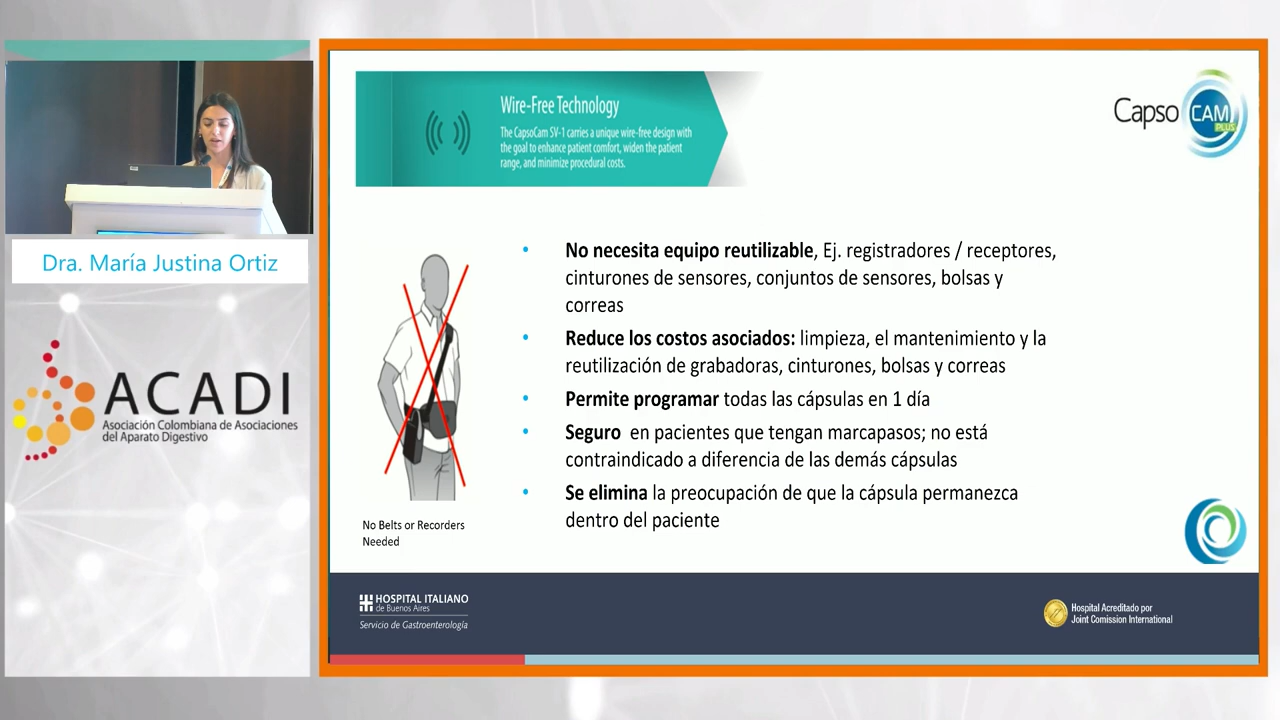 Dra. María Justina Ortiz
ACADI
Asociación Colombiana de Asociaciones
del Aparato Digestivo
Wire-Free Technology
The CapsoCam SV-1 carries a unique wire-free design with
the goal to enhance patient comfort, widen the patient
range, and minimize procedural costs.
Capso CAM
PLUS
No Belts or Recorders
Needed
• No necesita equipo reutilizable, Ej. registradores / receptores,
cinturones de sensores, conjuntos de sensores, bolsas y
correas
• Reduce los costos asociados: limpieza, el mantenimiento y la
reutilización de grabadoras, cinturones, bolsas y correas
• Permite programar todas las cápsulas en 1 día
• Seguro en pacientes que tengan marcapasos; no está
contraindicado a diferencia de las demás cápsulas
• Se elimina la preocupación de que la cápsula permanezca
dentro del paciente
HOSPITAL ITALIANO
de Buenos Aires
Servicio de Gastroenterología
Hospital Acreditado por
Joint Comission International